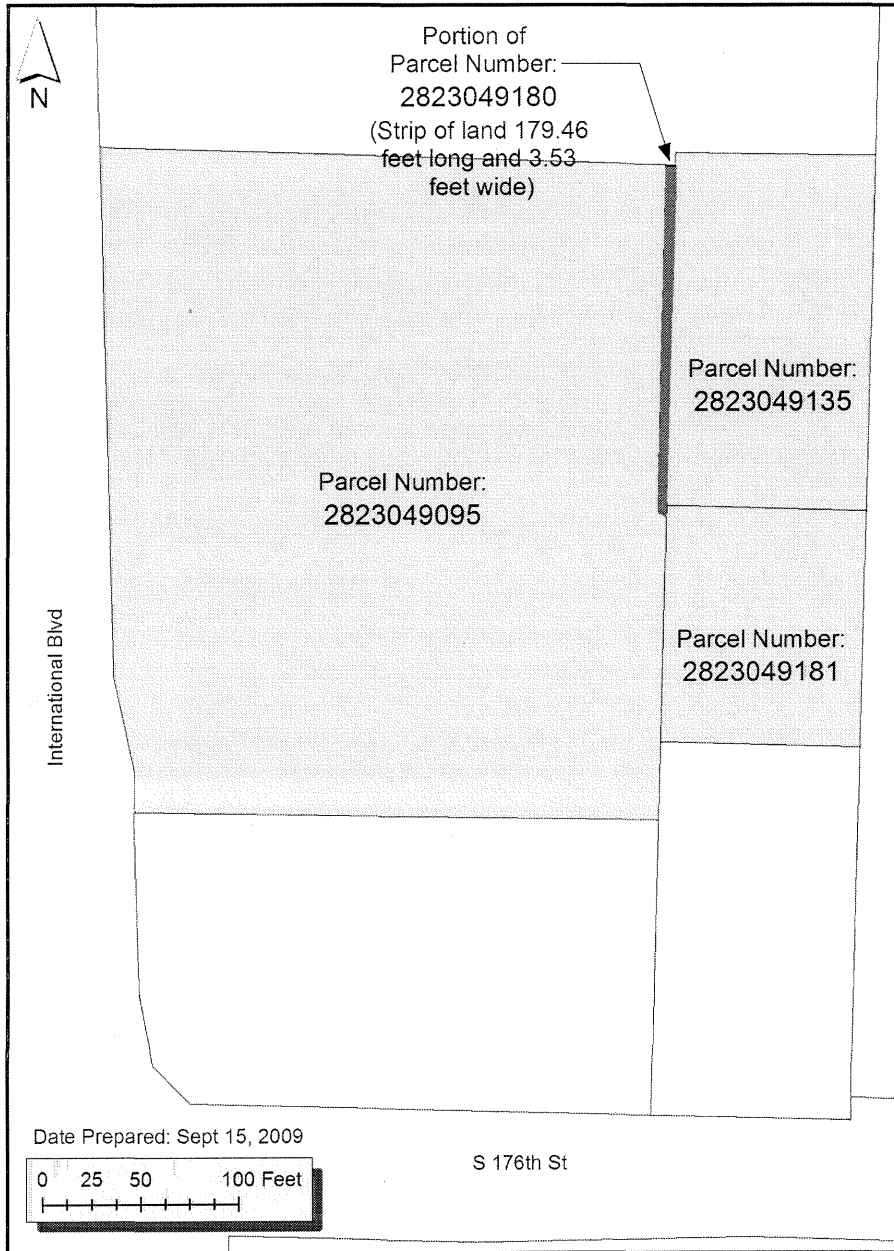 N
Portion of
Parcel Number:
2823049180
(Strip of land 179.46
feet long and 3.53
feet wide)
Parcel Number:
2823049135
Parcel Number:
2823049095
Parcel Number:
2823049181
International Blvd
Date Prepared: Sept 15, 2009
0 25 50 100 Feet
S 176th St